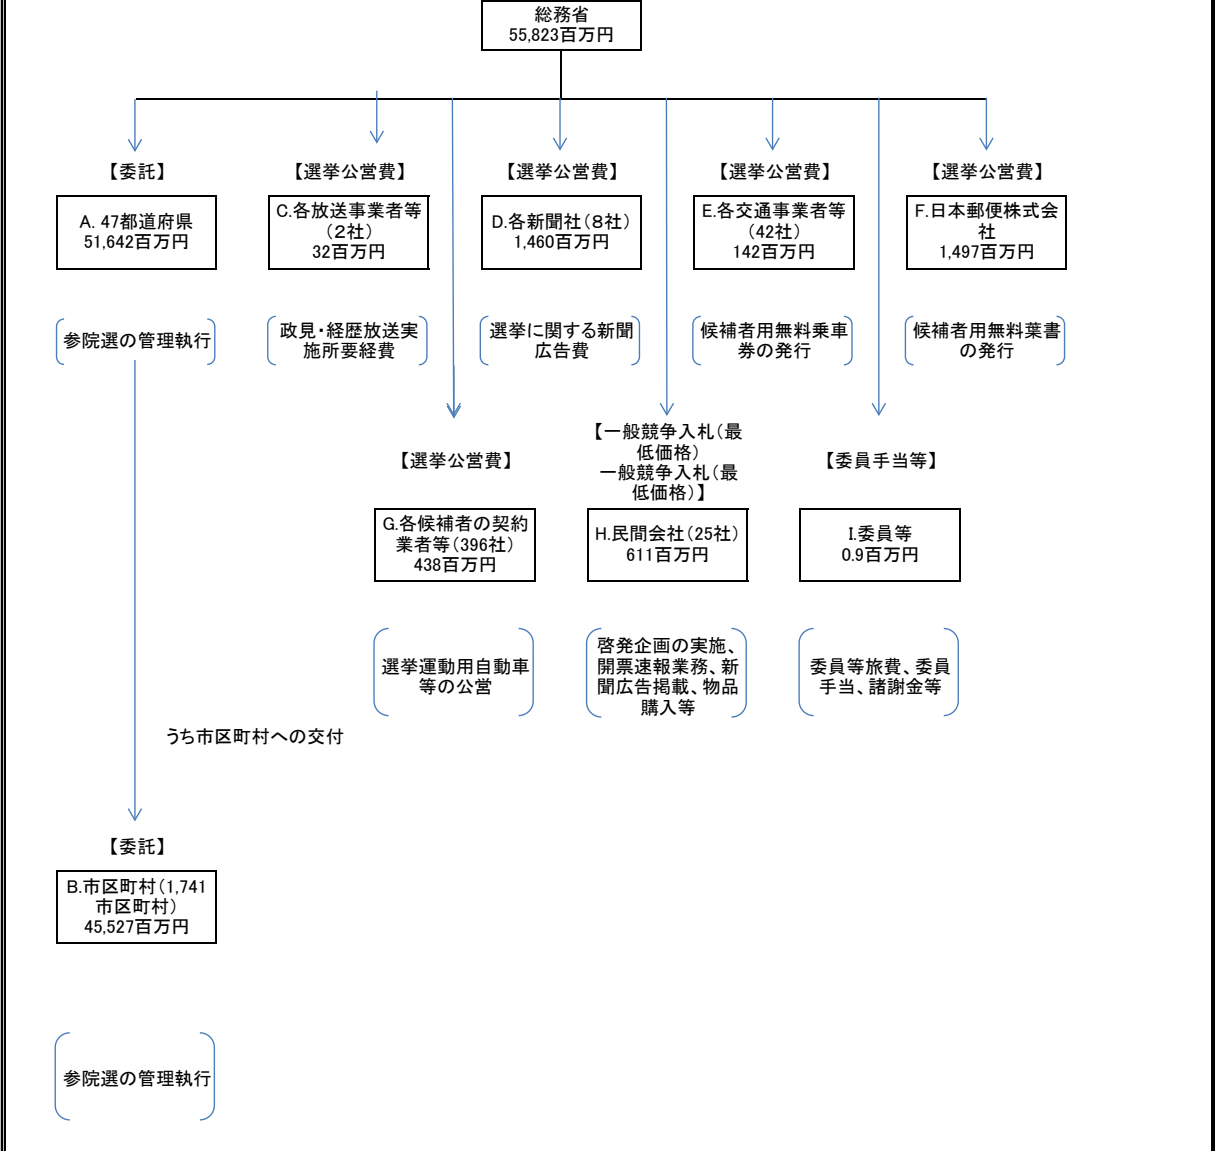 総務省
55,823百万円
【委託】
A. 47都道府県
51,642百万円
参院選の管理執行
【選挙公営費】
C.各放送事業者等
（２社）
32百万円
政見・経歴放送実
施所要経費
【選挙公営費】
D.各新聞社（８社）
1,460百万円
選挙に関する新聞
広告費
【選挙公営費】
E.各交通事業者等
（42社）
142百万円
候補者用無料乗車
券の発行
【選挙公営費】
F.日本郵便株式会
社
1,497百万円
候補者用無料葉書
の発行
【選挙公営費】
G.各候補者の契約
業者等（396社）
438百万円
選挙運動用自動車
等の公営
【一般競争入札（最
低価格）
一般競争入札（最
低価格）】
H.民間会社（25社）
611百万円
啓発企画の実施、
開票速報業務、新
聞広告掲載、物品
購入等
【委員手当等】
I.委員等
0.9百万円
委員等旅費、委員
手当、諸謝金等
うち市区町村への交付
【委託】
B.市区町村（1,741
市区町村）
45,527百万円
参院選の管理執行